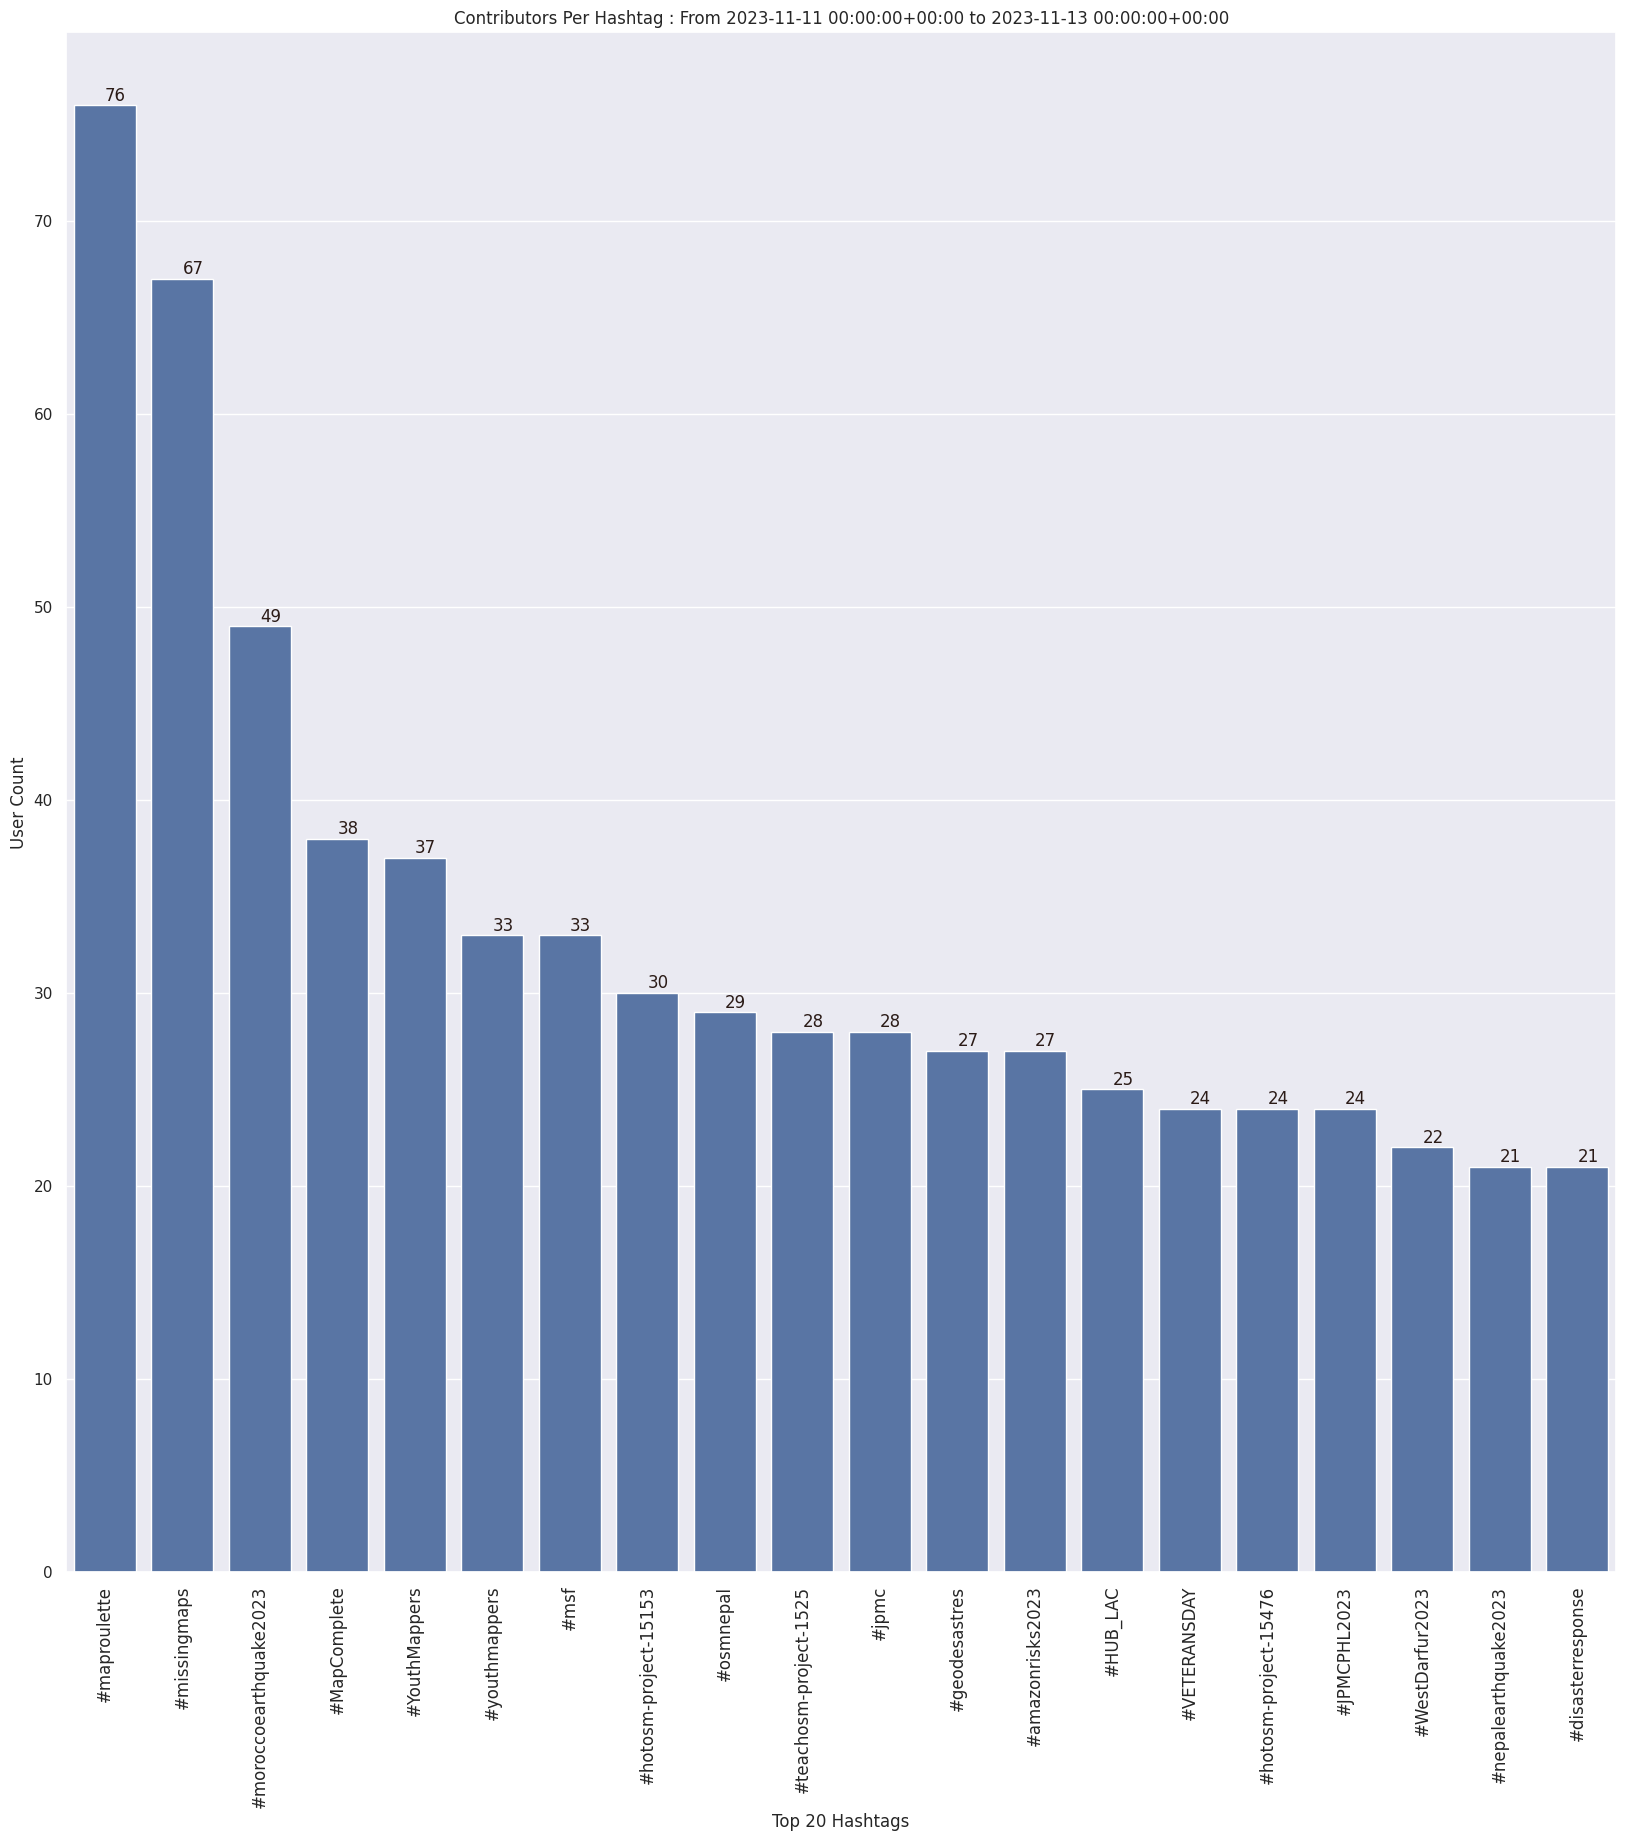 Contributors Per Hashtag : From 2023-11-11 00:00:00+00:00 to 2023-11-13 00:00:00+00:00
User Count
70
60
50
40
30
20
10
0
76
67
49
38
37
33
33
30
29
28
28
27
27
25
24
24
24
22
21
21
#maproulette
#missingmaps
#moroccoearthquake2023
#MapComplete
#YouthMappers
#youthmappers
#msf
#hotosm-project-15153
#osmnepal
#teachosm-project-1525
#jpmc
#geodesastres
#amazonrisks2023
#HUB_LAC
#VETERANSDAY
#hotosm-project-15476
#JPMCPHL2023
#WestDarfur2023
#nepalearthquake2023
#disasterresponse
Top 20 Hashtags